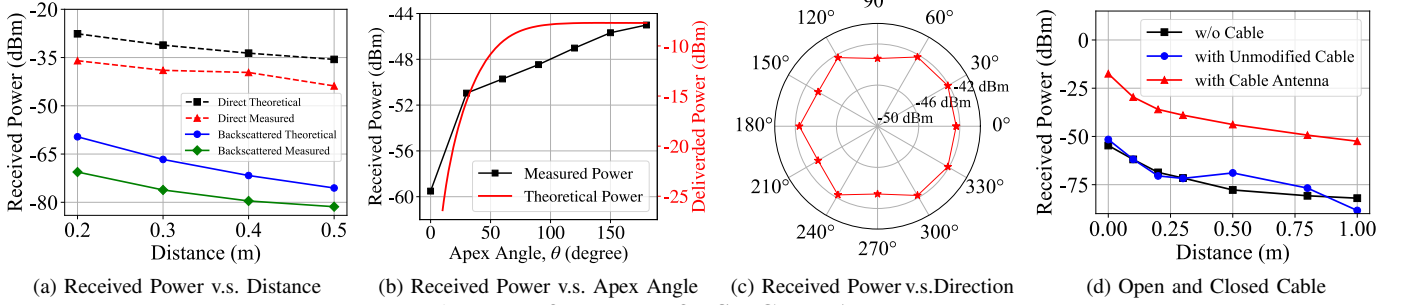 Received Power (dBm)
-20
-35
-50
-65
-80
Direct Theoretical
Direct Measured
Backscattered Theoretical
Backscattered Measured
0.2 0.3 0.4 0.5
Distance (m)
(a) Received Power v.s. Distance
Received Power (dBm)
-44
-48
-52
-56
-60
Measured Power
Theoretical Power
0 50 100 150
Apex Angle, θ (degree)
-10
-15
-20
-25
Deliverded Power (dBm)
(b) Received Power v.s. Apex Angle
90°
120° 60°
150° 30°
-42 dBm
-46 dBm
-50 dBm
180° 0°
210° 330°
240° 300°
270°
(c) Received Power v.s.Direction
Received Power (dBm)
0
-25
-50
-75
w/o Cable
with Unmodified Cable
with Cable Antenna
0.00 0.25 0.50 0.75 1.00
Distance (m)
(d) Open and Closed Cable